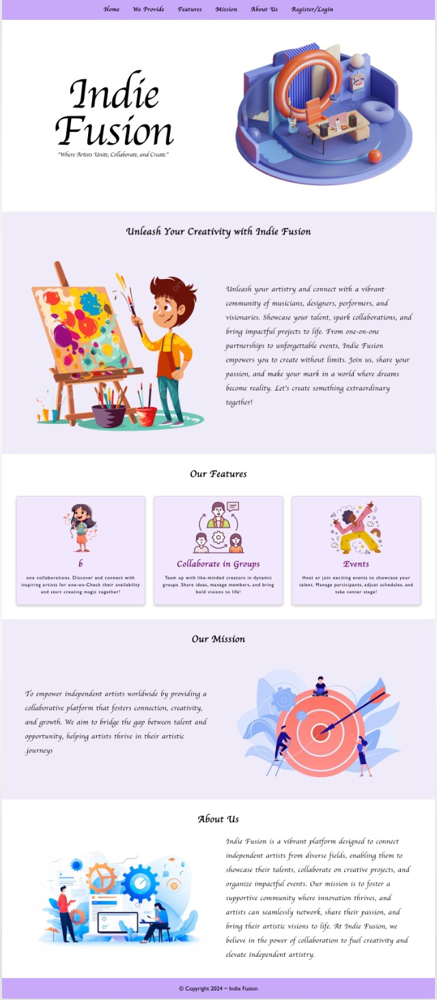 Home We Provide Features Mission About Us Register/Login
Indie
Fusion
"Where Artists Unite, Collaborate, and Create."
Unleash Your Creativity with Indie Fusion
Unleash your artistry and connect with a vibrant
community of musicians, designers, performers, and
visionaries. Showcase your talent, spark collaborations, and
bring impactful projects to life. From one-on-one
partnerships to unforgettable events, Indie Fusion
empowers you to create without limits. Join us, share your
passion, and make your mark in a world where dreams
become reality. Let's create something extraordinary
together!
Our Features
b
one collaborations. Discover and connect with
inspiring artists for one-on-Check their availability
and start creating magic together!
Collaborate in Groups
Team up with like-minded creators in dynamic
groups. Share ideas, manage members, and bring
bold visions to life!
Events
Host or join exciting events to showcase your
talent. Manage participants, adjust schedules, and
take center stage!
Our Mission
To empower independent artists worldwide by providing a
collaborative platform that fosters connection, creativity,
and growth. We aim to bridge the gap between talent and
opportunity, helping artists thrive in their artistic
.journeys
About Us
Indie Fusion is a vibrant platform designed to connect
independent artists from diverse fields, enabling them to
showcase their talents, collaborate on creative projects, and
organize impactful events. Our mission is to foster a
supportive community where innovation thrives, and
artists can seamlessly network, share their passion, and
bring their artistic visions to life. At Indie Fusion, we
believe in the power of collaboration to fuel creativity and
elevate independent artistry.
© Copyright 2024 ~ Indie Fusion